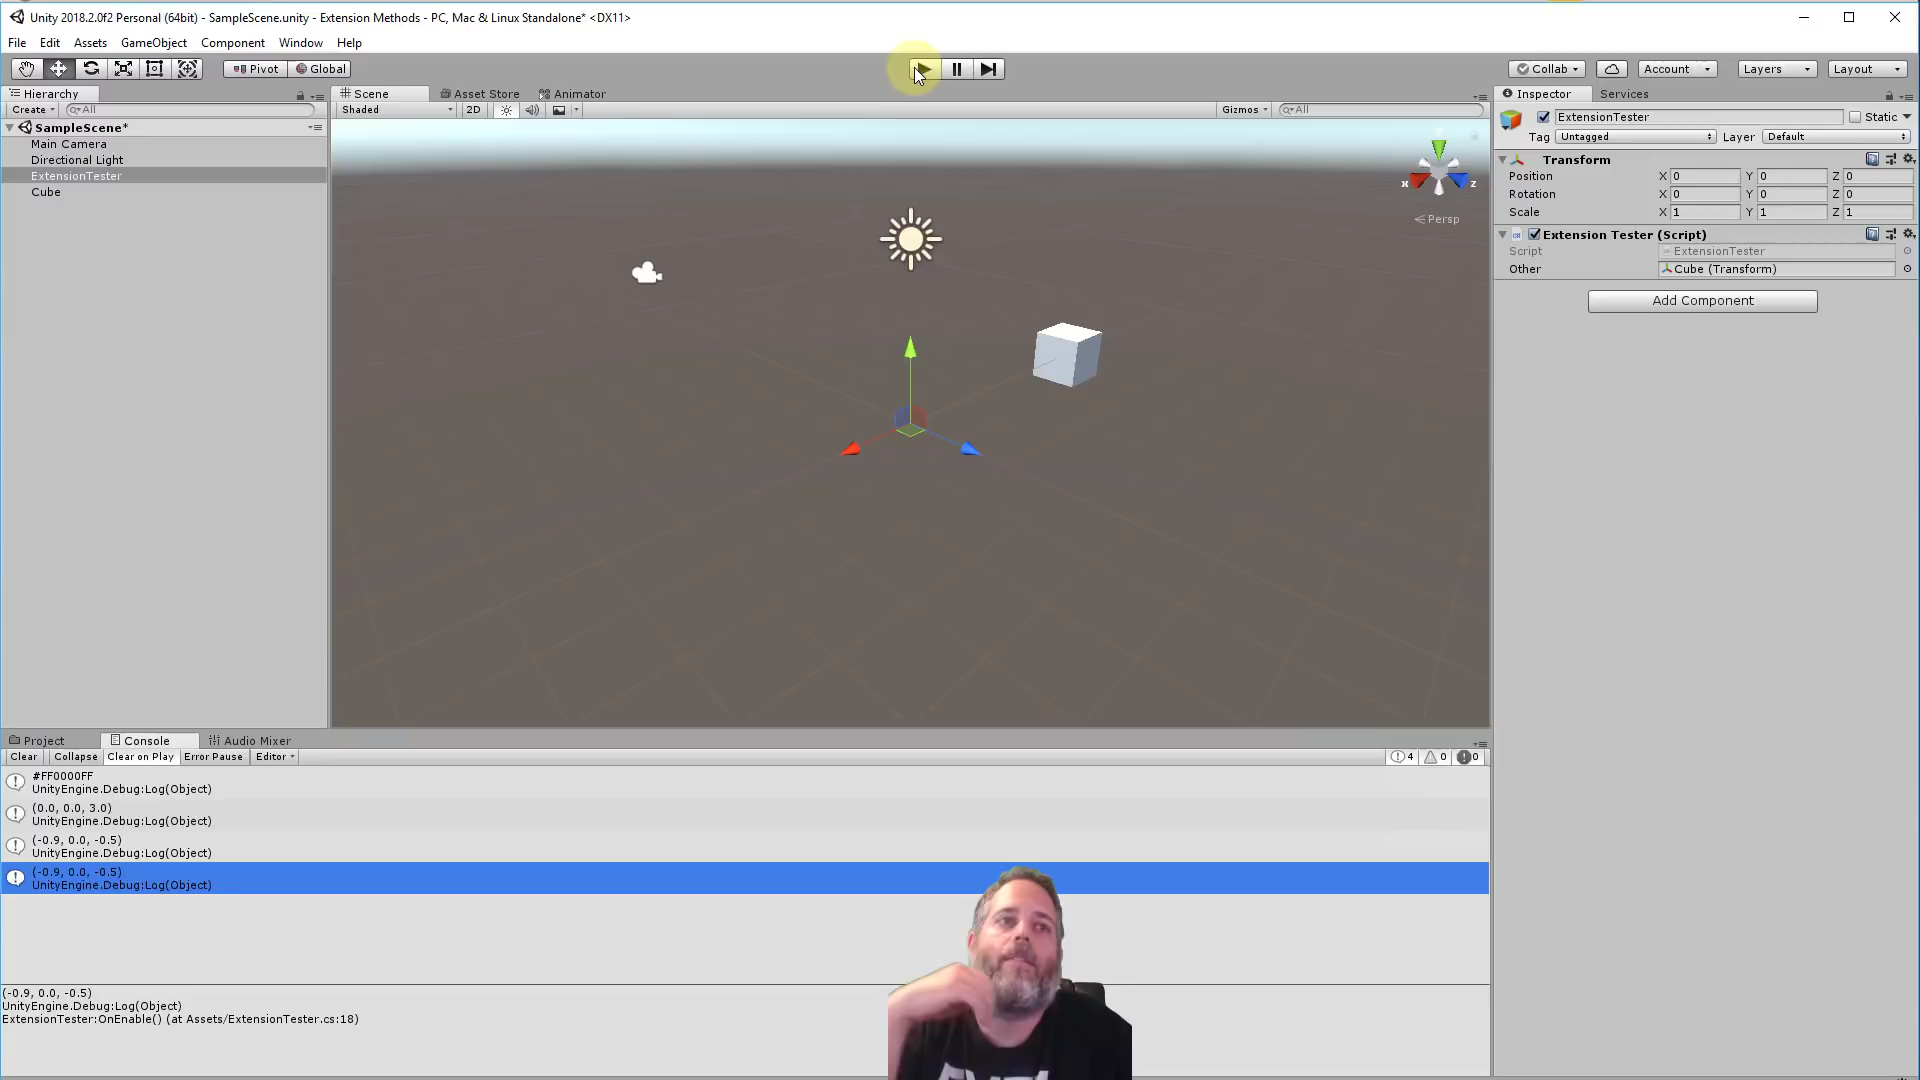 Unity 2018.2.0f2 Personal (64bit) - SampleScene.unity - Extension Methods - PC, Mac & Linux Standalone* <DX11>
File Edit Assets GameObject Component Window Help
Pivot Global Collab Account Layers Layout
Hierarchy
Create All
SampleScene*
Main Camera
Directional Light
ExtensionTester
Cube
Scene Asset Store Animator
Shaded 2D Gizmos All
X Z
Persp
Inspector Services
ExtensionTester Static
Tag Untagged Layer Default
Transform
Position X 0 Y 0 Z 0
Rotation X 0 Y 0 Z 0
Scale X 1 Y 1 Z 1
Extension Tester (Script)
Script ExtensionTester
Other Cube (Transform)
Add Component
Project Console Audio Mixer
Clear Collapse Clear on Play Error Pause Editor 4 0 0
#FF0000FF
UnityEngine.Debug:Log(Object)
(0.0, 0.0, 3.0)
UnityEngine.Debug:Log(Object)
(-0.9, 0.0, -0.5)
UnityEngine.Debug:Log(Object)
(-0.9, 0.0, -0.5)
UnityEngine.Debug:Log(Object)
(-0.9, 0.0, -0.5)
UnityEngine.Debug:Log(Object)
ExtensionTester:OnEnable() (at Assets/ExtensionTester.cs:18)